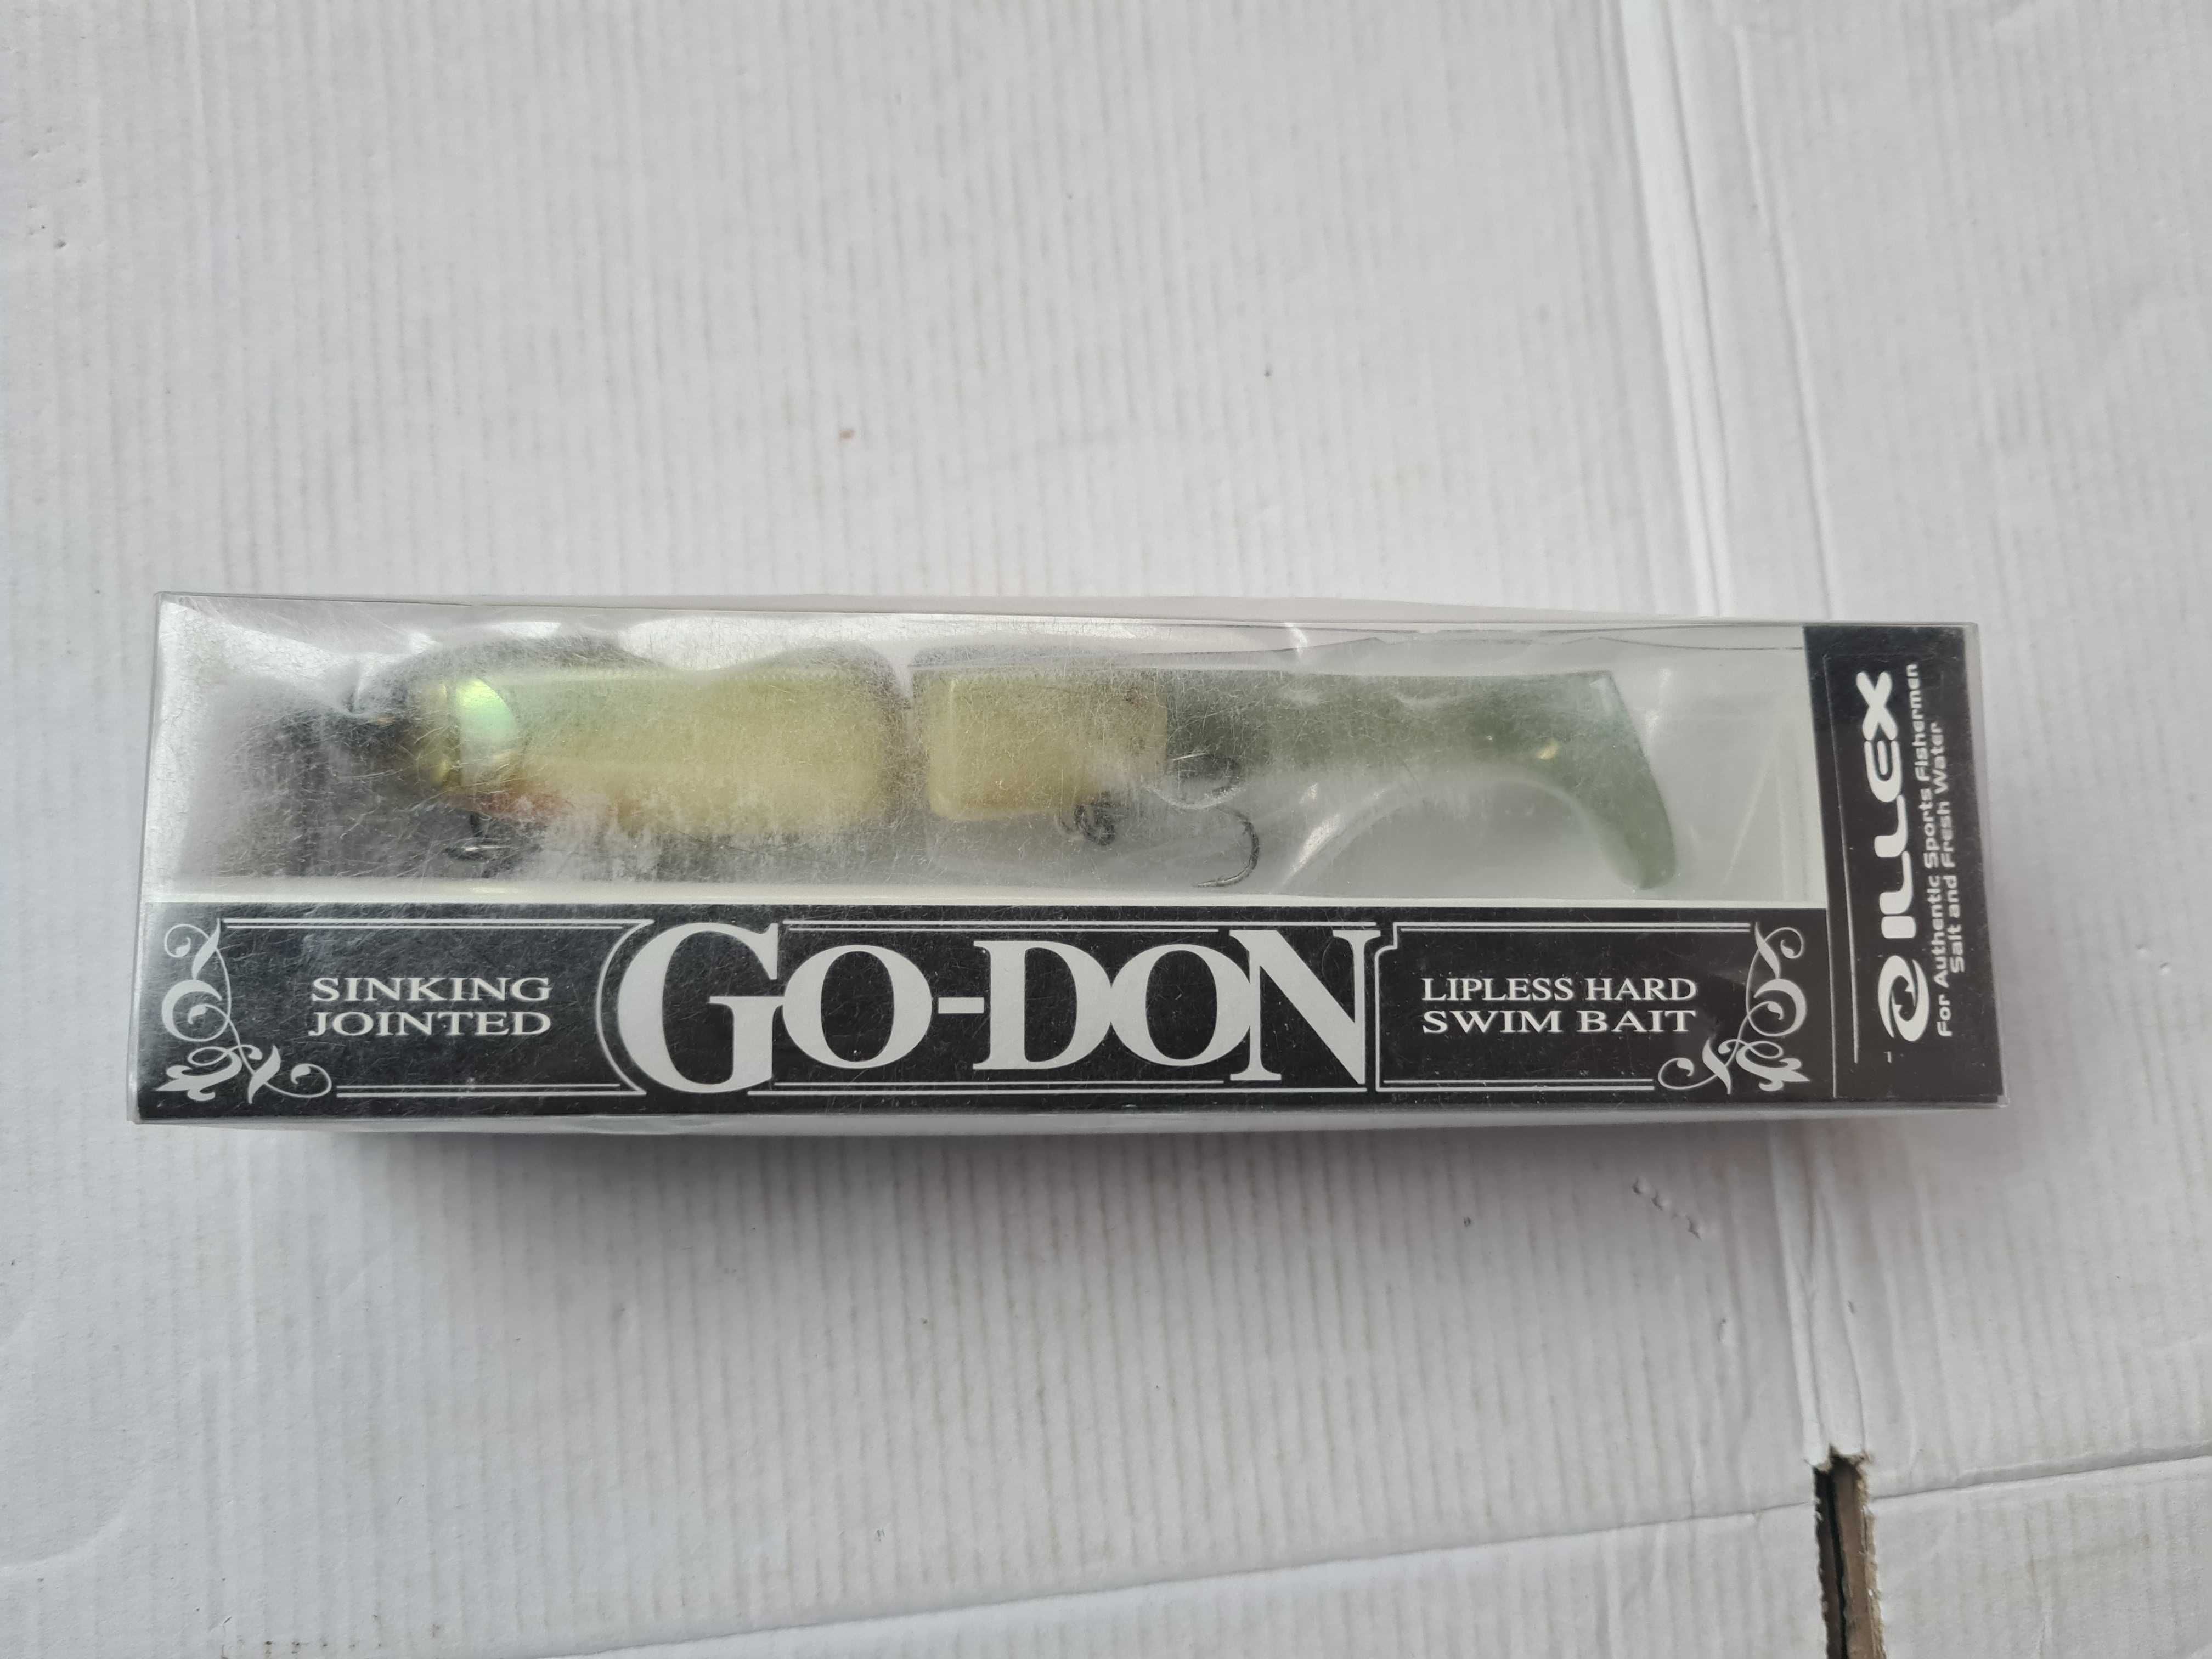 SINKING
JOINTED
GO-DON
LIPLESS HARD
SWIM BAIT
ILLEX
For Authentic Sports Fishermen
Salt and Fresh Water